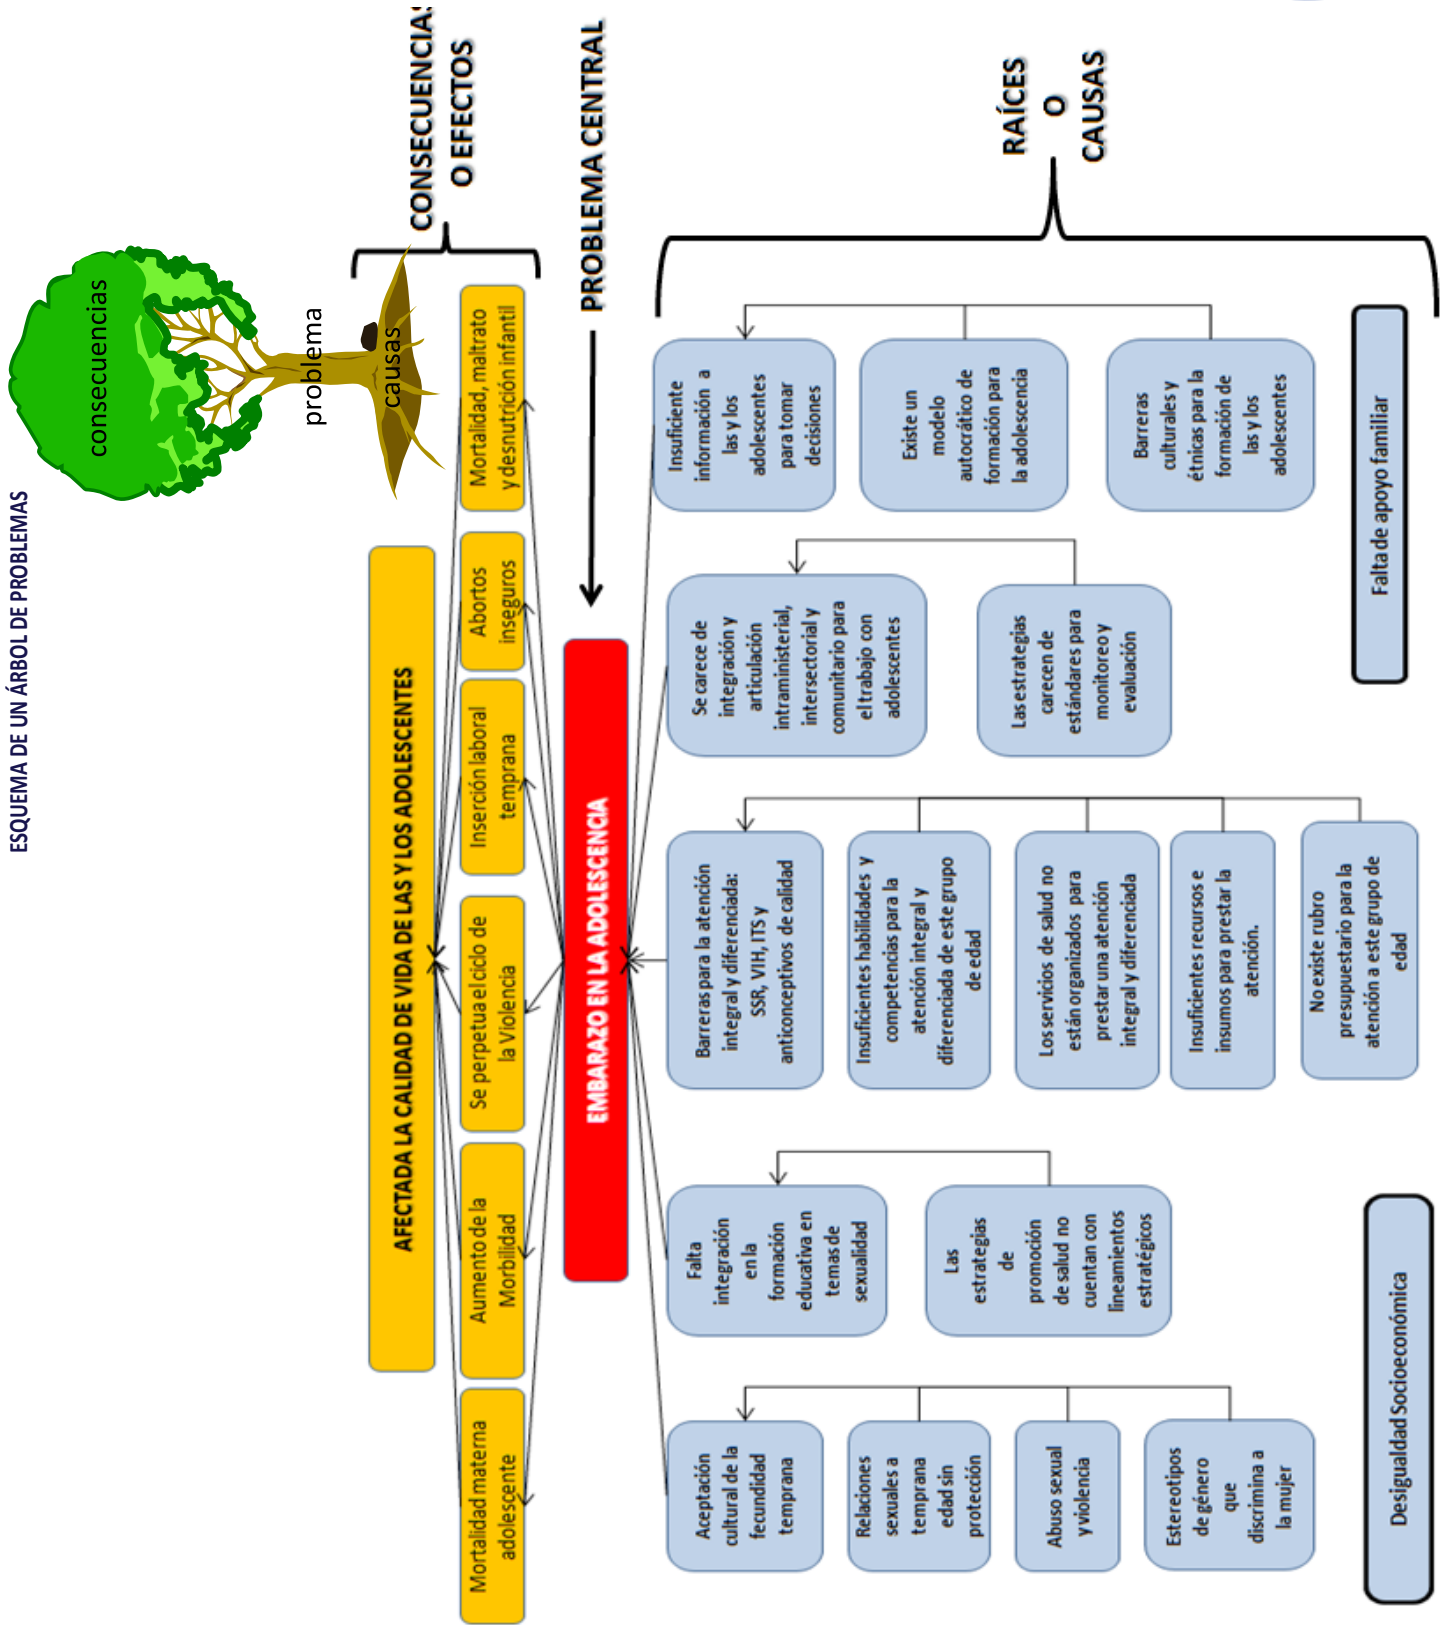 ESQUEMA DE UN ÁRBOL DE PROBLEMAS
consecuencias
problema
causas
CONSECUENCIAS
O EFECTOS
AFECTADA LA CALIDAD DE VIDA DE LAS Y LOS ADOLESCENTES
Mortalidad materna
adolescente
Aumento de la
Morbilidad
Se perpetua el ciclo de
la Violencia
Inserción laboral
temprana
Abortos
inseguros
Mortalidad, maltrato
y desnutrición infantil
PROBLEMA CENTRAL
EMBARAZO EN LA ADOLESCENCIA
RAÍCES
O
CAUSAS
Aceptación
cultural de la
fecundidad
temprana
Relaciones
sexuales a
temprana
edad sin
protección
Abuso sexual
y violencia
Estereotipos
de género
que
discrimina a
la mujer
Falta
integración
en la
formación
educativa en
temas de
sexualidad
Las
estrategias
de
promoción
de salud no
cuentan con
lineamientos
estratégicos
Barreras para la atención
integral y diferenciada:
SSR, VIH, ITS y
anticonceptivos de calidad
Insuficientes habilidades y
competencias para la
atención integral y
diferenciada de este grupo
de edad
Los servicios de salud no
están organizados para
prestar una atención
integral y diferenciada
Insuficientes recursos e
insumos para prestar la
atención.
No existe rubro
presupuestario para la
atención a este grupo de
edad
Se carece de
integración y
articulación
intraministerial,
intersectorial y
comunitario para
el trabajo con
adolescentes
Las estrategias
carecen de
estándares para
monitoreo y
evaluación
Insuficiente
información a
las y los
adolescentes
para tomar
decisiones
Existe un
modelo
autocrático de
formación para
la adolescencia
Barreras
culturales y
étnicas para la
formación de
las y los
adolescentes
Desigualdad Socioeconómica
Falta de apoyo familiar